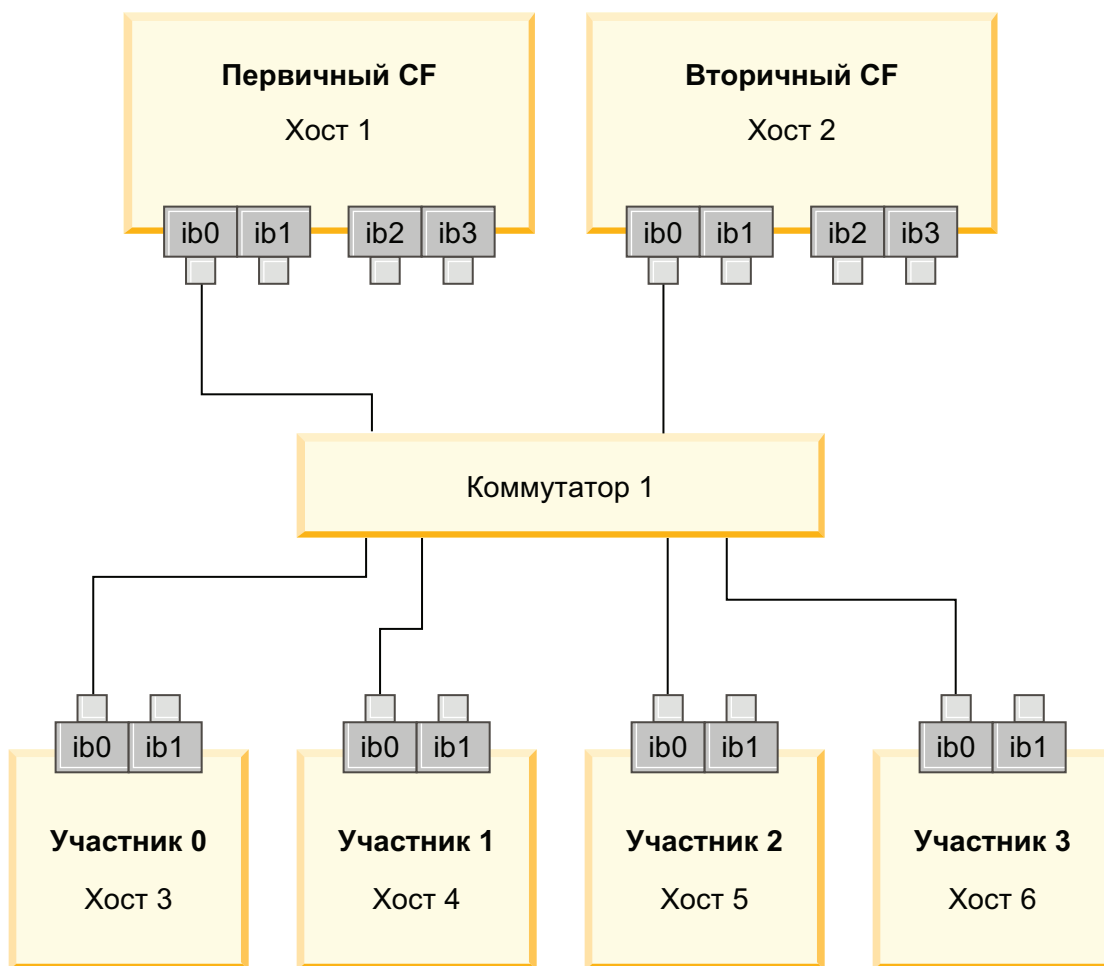 Первичный CF
Хост 1
Вторичный CF
Хост 2
ib0 ib1 ib2 ib3
ib0 ib1 ib2 ib3
Коммутатор 1
ib0 ib1
ib0 ib1
ib0 ib1
ib0 ib1
Участник 0
Хост 3
Участник 1
Хост 4
Участник 2
Хост 5
Участник 3
Хост 6